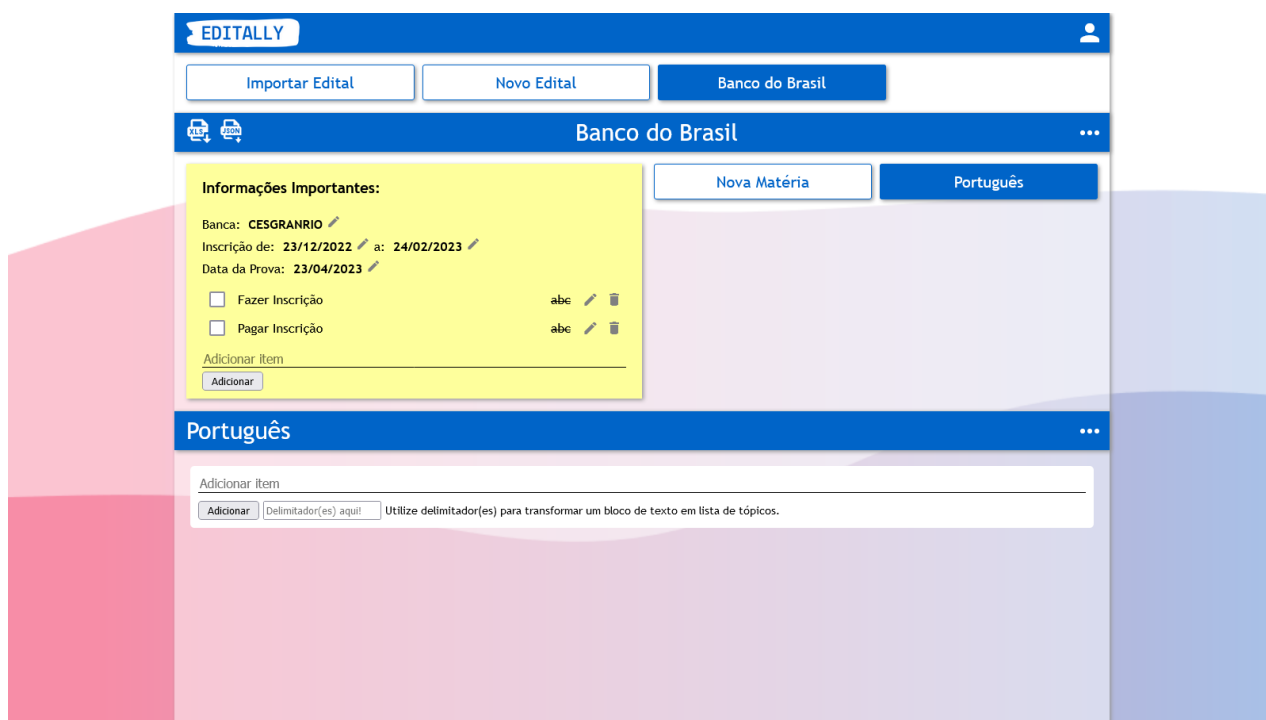 EDITALLY
Importar Edital Novo Edital Banco do Brasil
XLS JSON Banco do Brasil
Informações Importantes:
Nova Matéria Português
Banca: CESGRANRIO
Inscrição de: 23/12/2022 a: 24/02/2023
Data da Prova: 23/04/2023
Fazer Inscrição abc
Pagar Inscrição abc
Adicionar item
Adicionar
Português
Adicionar item
Adicionar Delimitador(es) aqui! Utilize delimitador(es) para transformar um bloco de texto em lista de tópicos.